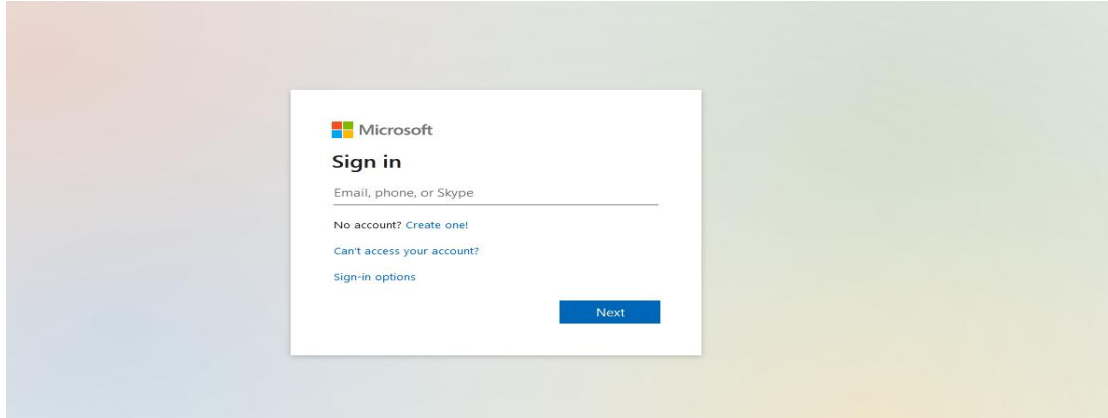 Microsoft
Sign in
Email, phone, or Skype
No account? Create one!
Can't access your account?
Sign-in options
Next